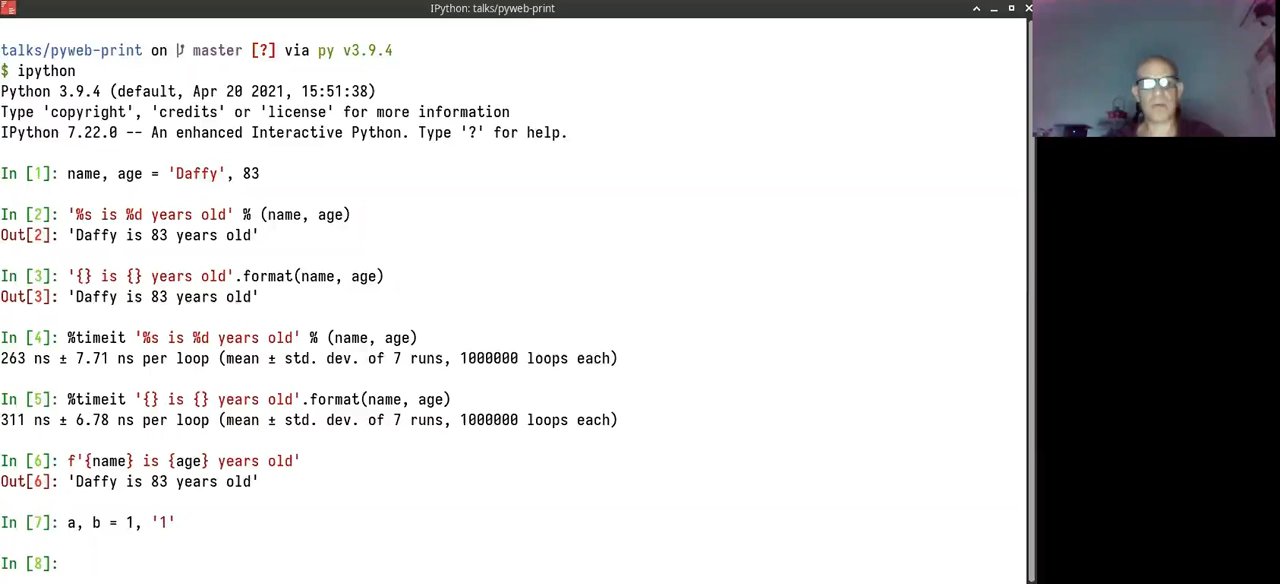 IPython: talks/pyweb-print
talks/pyweb-print on master [?] via py v3.9.4
$ ipython
Python 3.9.4 (default, Apr 20 2021, 15:51:38)
Type 'copyright', 'credits' or 'license' for more information
IPython 7.22.0 -- An enhanced Interactive Python. Type '?' for help.
In [1]: name, age = 'Daffy', 83
In [2]: '%s is %d years old' % (name, age)
Out[2]: 'Daffy is 83 years old'
In [3]: '{} is {} years old'.format(name, age)
Out[3]: 'Daffy is 83 years old'
In [4]: %timeit '%s is %d years old' % (name, age)
263 ns ± 7.71 ns per loop (mean ± std. dev. of 7 runs, 1000000 loops each)
In [5]: %timeit '{} is {} years old'.format(name, age)
311 ns ± 6.78 ns per loop (mean ± std. dev. of 7 runs, 1000000 loops each)
In [6]: f'{name} is {age} years old'
Out[6]: 'Daffy is 83 years old'
In [7]: a, b = 1, '1'
In [8]: